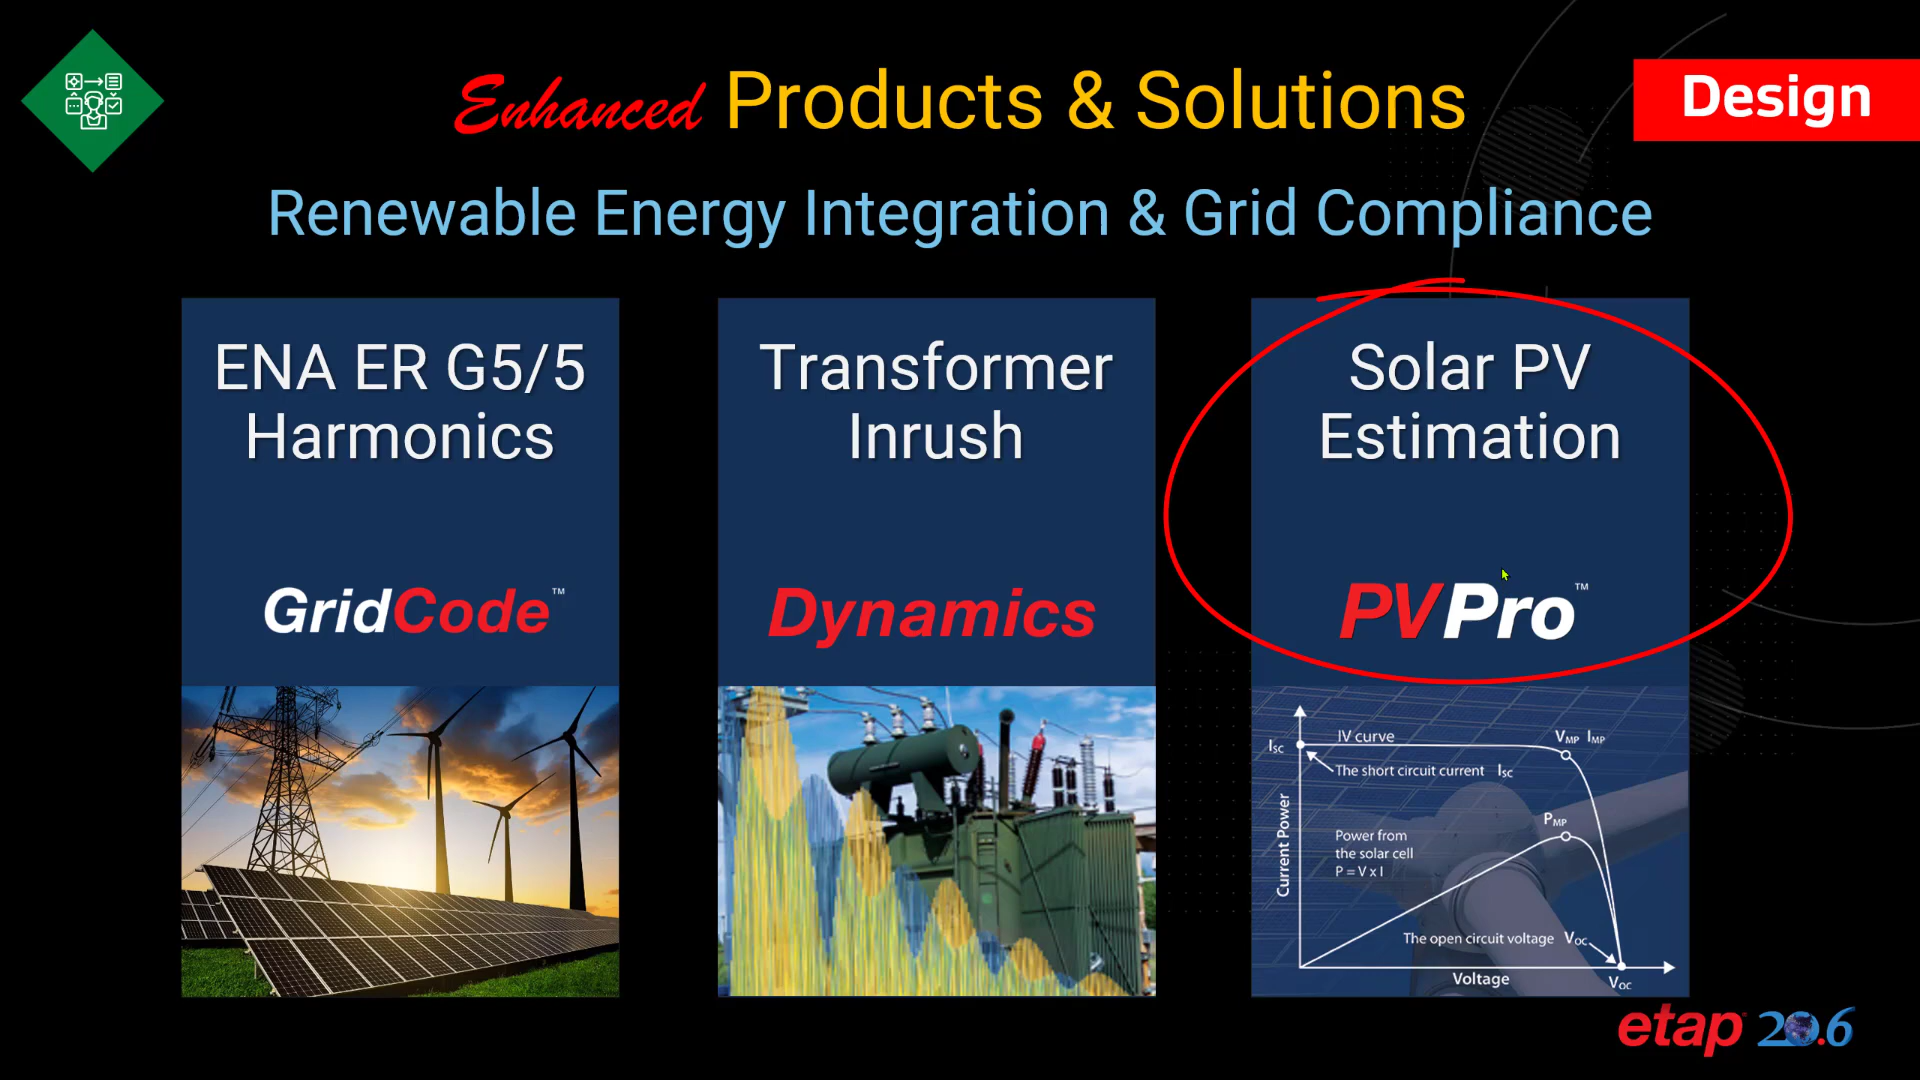 Enhanced Products & Solutions
Design
Renewable Energy Integration & Grid Compliance
ENA ER G5/5
Harmonics
GridCode™
Transformer
Inrush
Dynamics
Solar PV
Estimation
PVPro™
IV curve
VMP IMP
ISC
The short circuit current ISC
PMP
Power from
the solar cell
P = V x I
Current Power
The open circuit voltage VOC
Voltage
VOC
etap 20.6